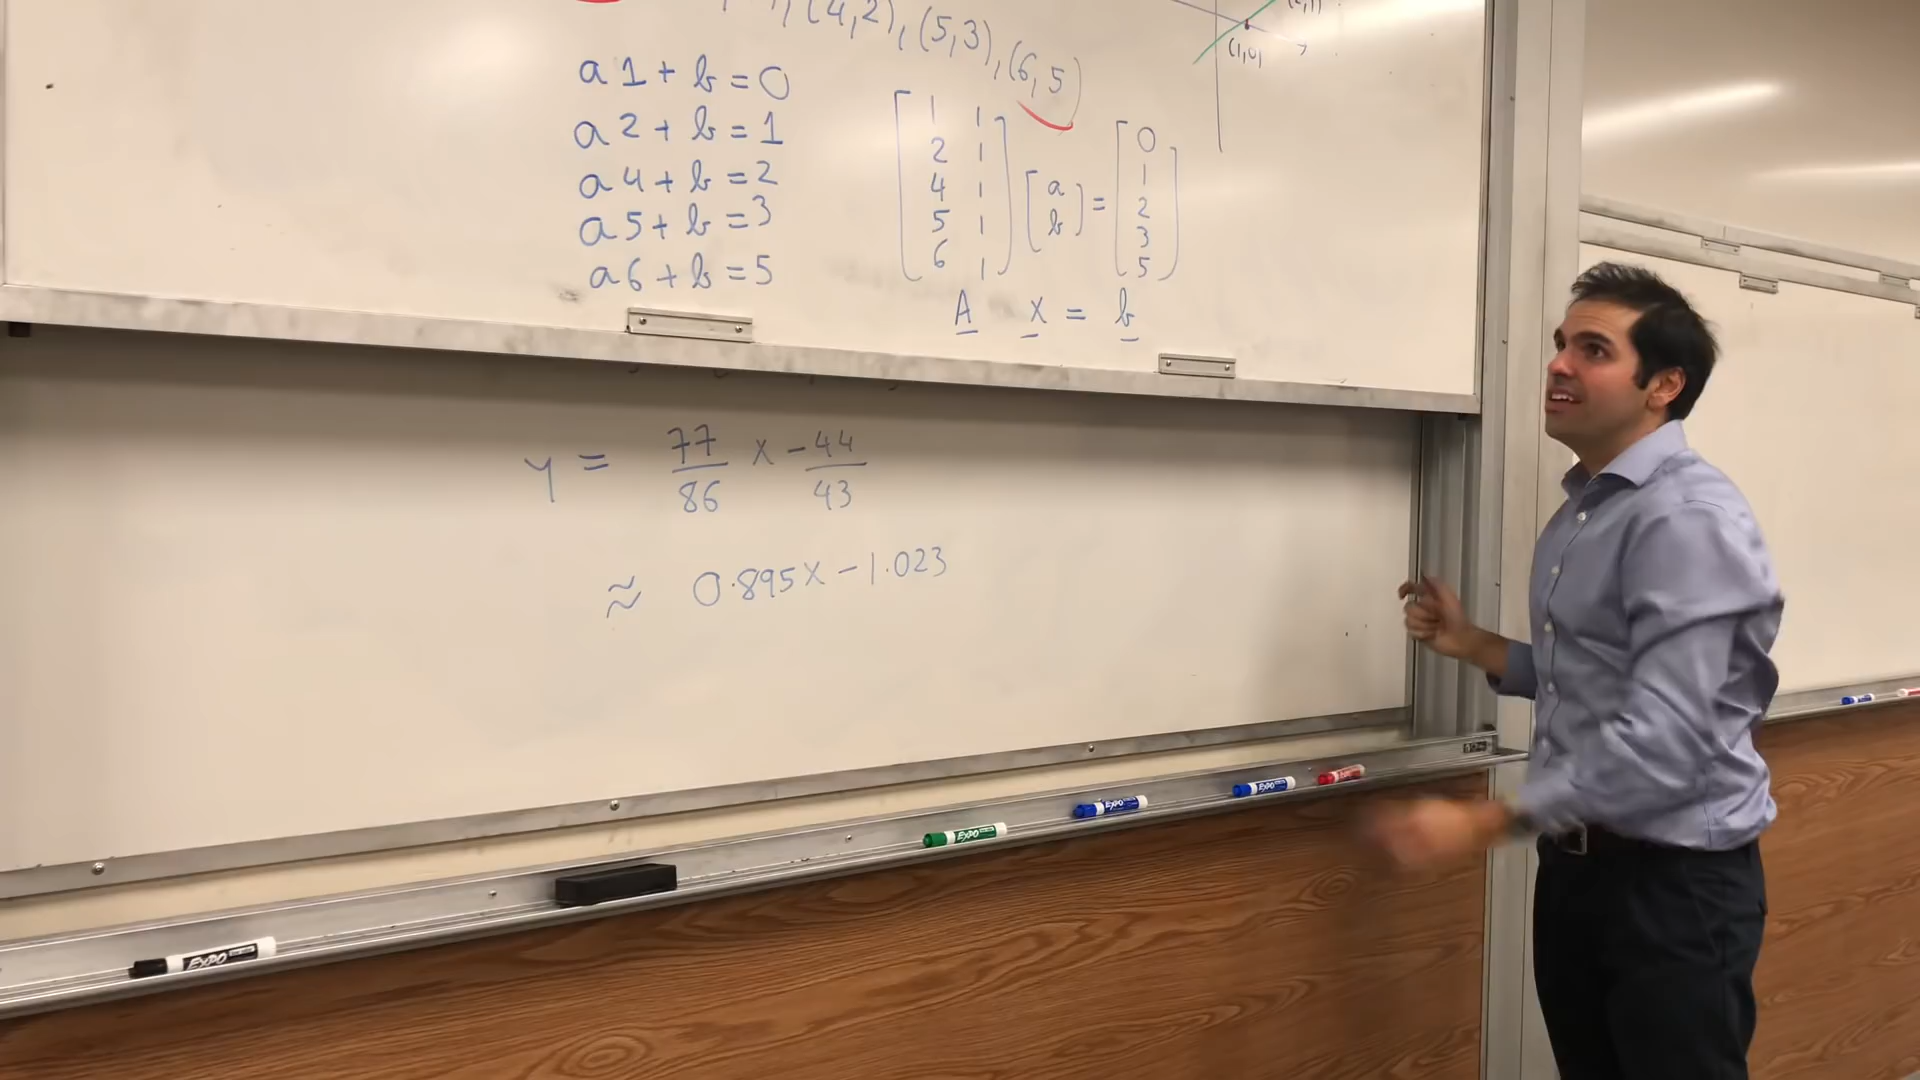 (4,2), (5,3), (6,5)
(1,0)
a1 + b = 0
a2 + b = 1
a4 + b = 2
a5 + b = 3
a6 + b = 5
[1 1
2 1
4 1
5 1
6 1] [a
b] = [0
1
2
3
5]
A x = b
y = 77/86 x - 44/43
≈ 0.895x - 1.023
EXPO
EXPO
EXPO
EXPO